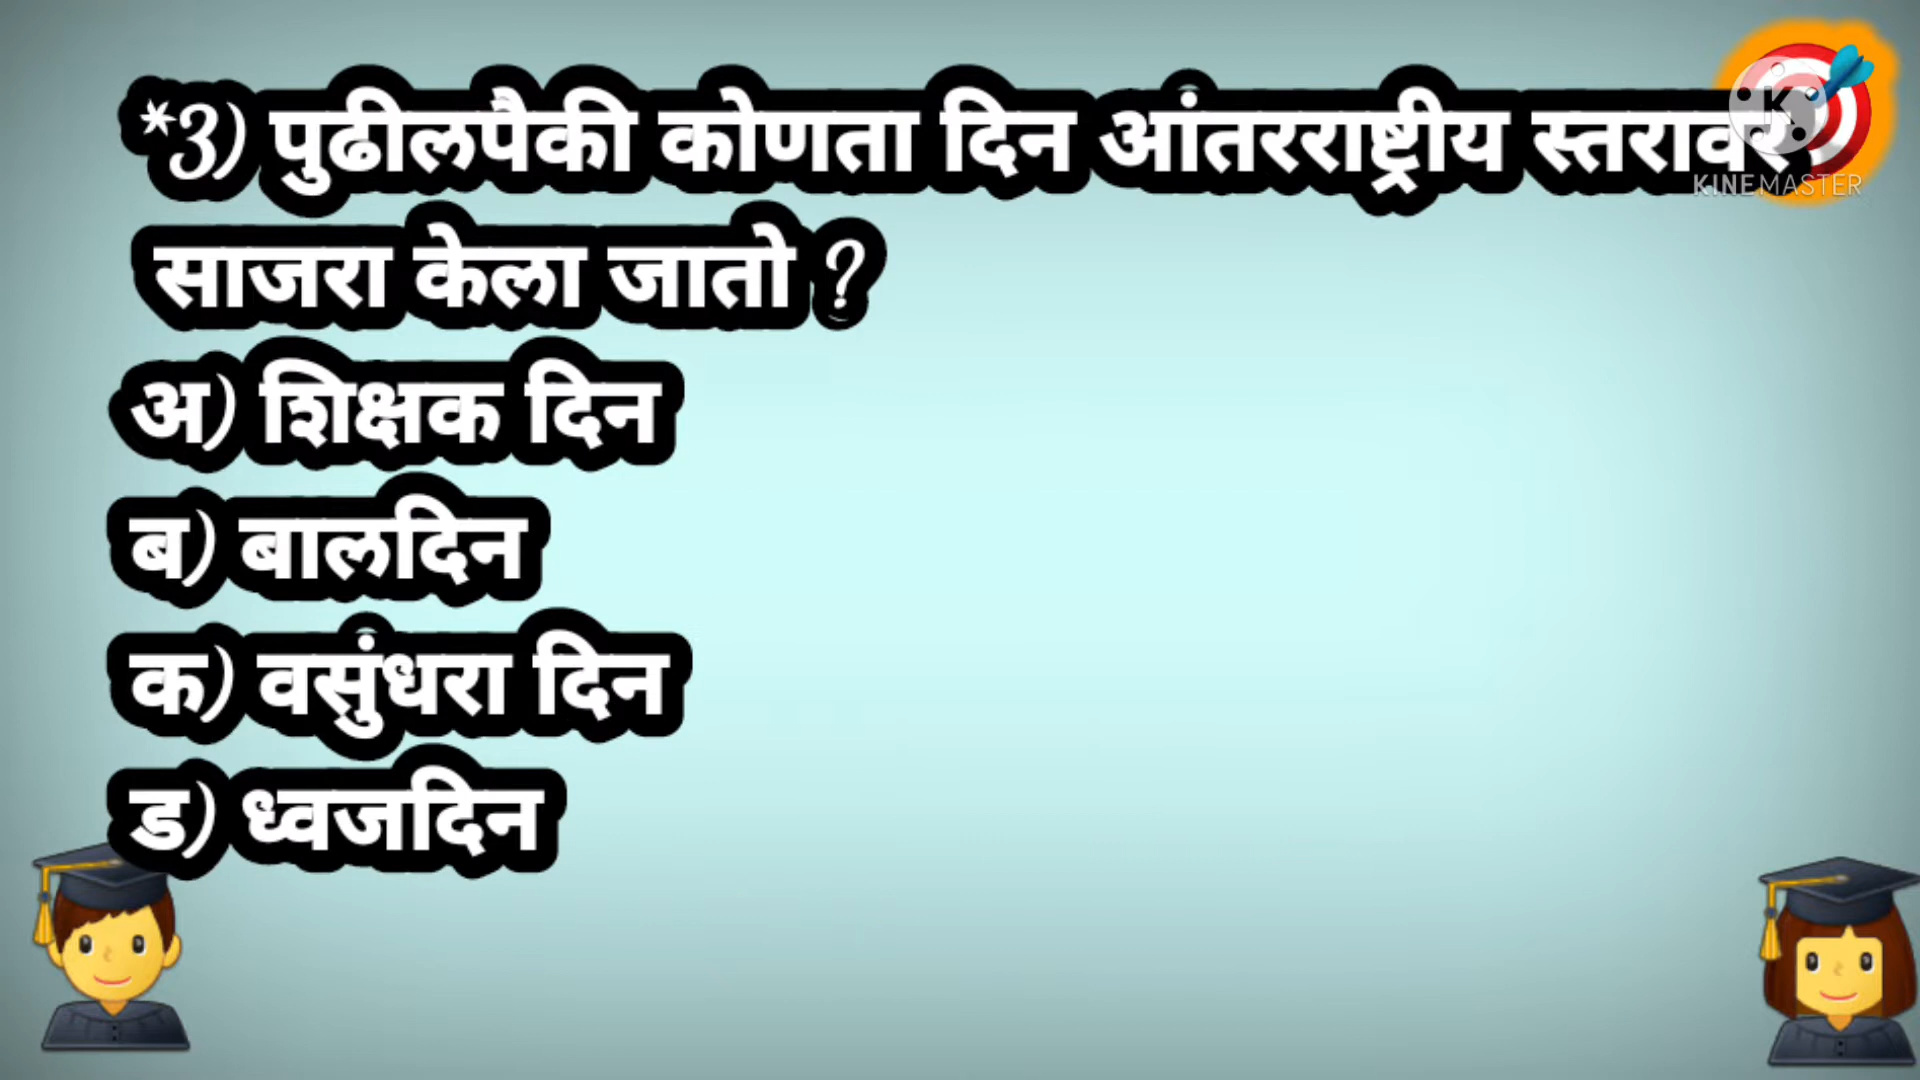 *3) पुढीलपैकी कोणता दिन आंतरराष्ट्रीय स्तरावर
साजरा केला जातो ?
अ) शिक्षक दिन
ब) बालदिन
क) वसुंधरा दिन
ड) ध्वजदिन
KINEMASTER